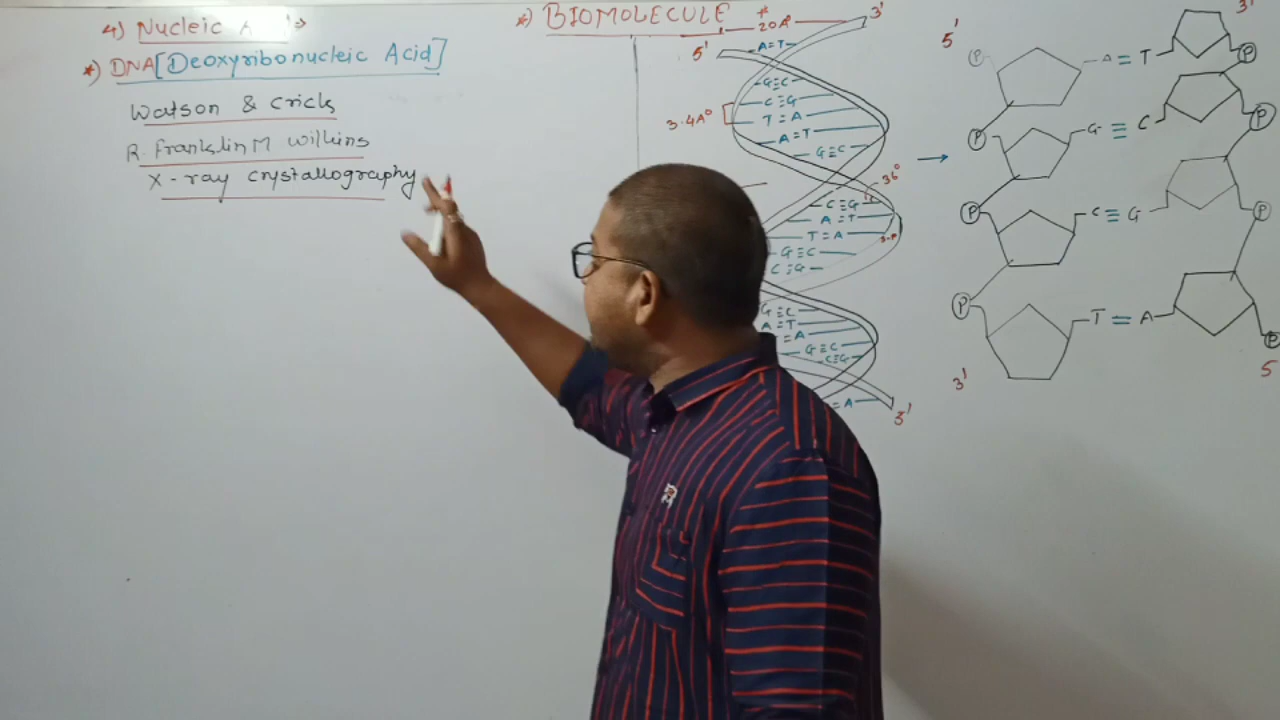 4) Nucleic
*) DNA[Deoxyribonucleic Acid]
Watson & Crick
R. Franklin M Wilkins
X-ray crystallography
*) BIOMOLECULE
20A°
3'
5'
A=T
G≡C
C≡G
3.4A°
T=A
A=T
G≡C
36°
C≡G
A=T
T=A
G≡C
C≡G
G≡C
A=T
=A
G≡C
C≡G
=A
3'
5'
3'
P
A=T
P
P
G≡C
P
P
C≡G
P
P
T=A
P
3'
5